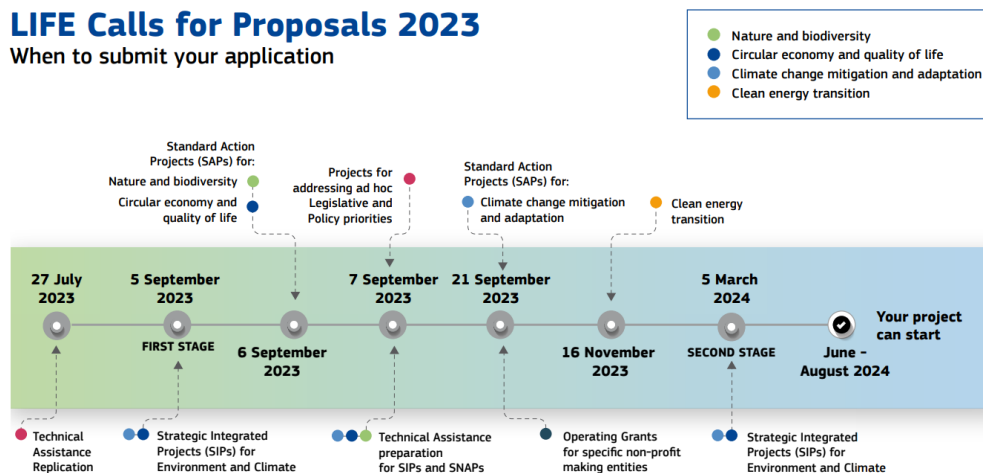 LIFE Calls for Proposals 2023
When to submit your application
Nature and biodiversity
Circular economy and quality of life
Climate change mitigation and adaptation
Clean energy transition
Standard Action
Projects (SAPs) for:
Nature and biodiversity
Circular economy and
quality of life
Projects for
addressing ad hoc
Legislative and
Policy priorities
Standard Action
Projects (SAPs) for:
Climate change mitigation
and adaptation
Clean energy
transition
27 July
2023
5 September
2023
FIRST STAGE
6 September
2023
7 September
2023
21 September
2023
16 November
2023
5 March
2024
SECOND STAGE
June –
August 2024
Your project
can start
Technical
Assistance
Replication
Strategic Integrated
Projects (SIPs) for
Environment and Climate
Technical Assistance
preparation
for SIPs and SNAPs
Operating Grants
for specific non-profit
making entities
Strategic Integrated
Projects (SIPs) for
Environment and Climate